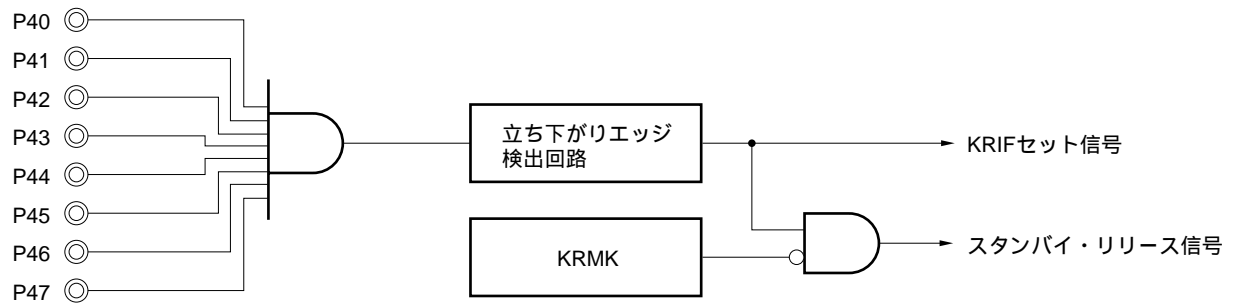 P40
P41
P42
P43
P44
P45
P46
P47
立ち下がりエッジ
検出回路
KRMK
KRIFセット信号
スタンバイ・リリース信号